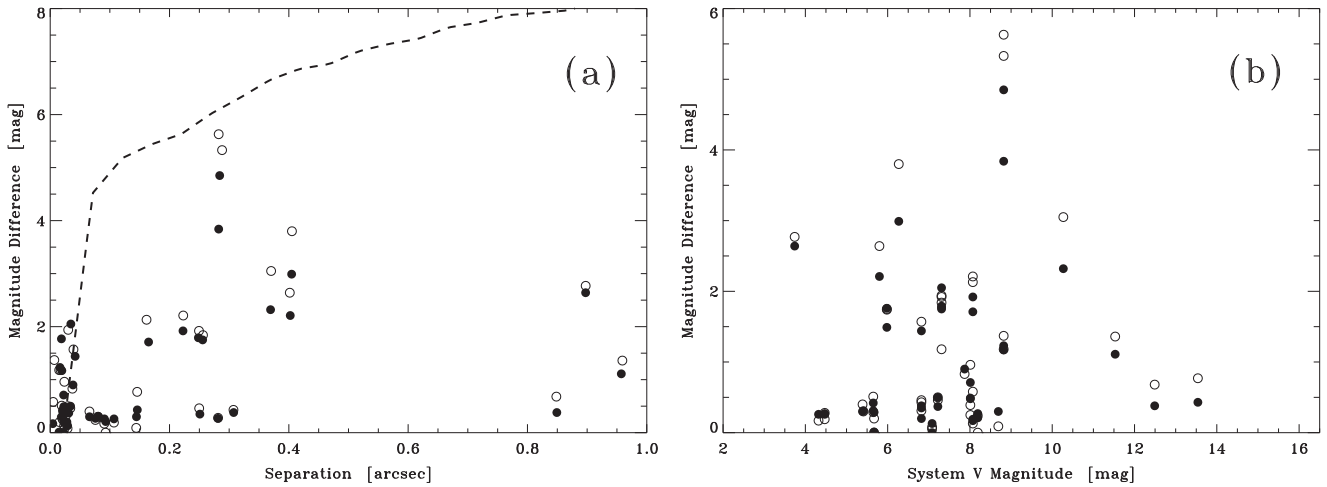 8
6
4
2
0
Magnitude Difference [mag]
(a)
0.0 0.2 0.4 0.6 0.8 1.0
Separation [arcsec]
6
4
2
0
Magnitude Difference [mag]
(b)
2 4 6 8 10 12 14 16
System V Magnitude [mag]